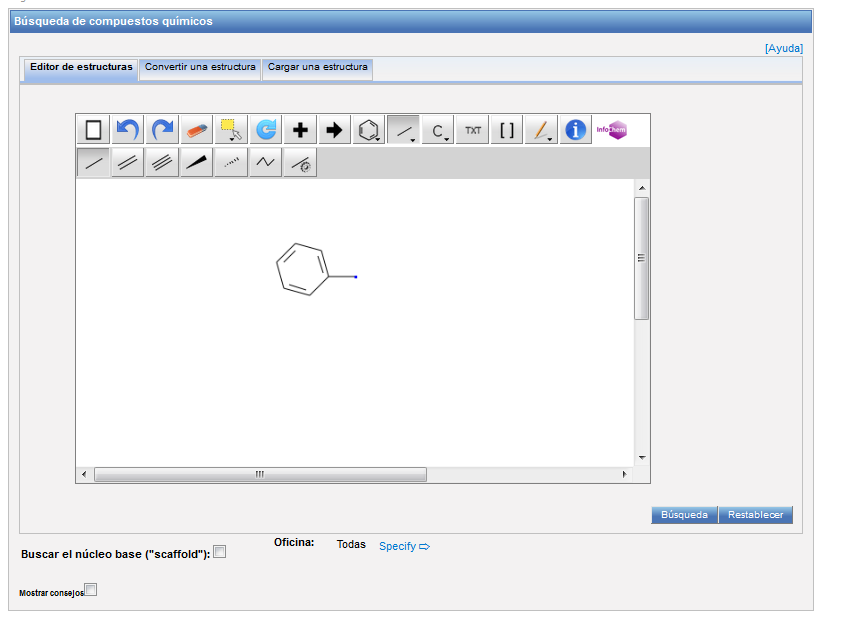 Búsqueda de compuestos químicos
[Ayuda]
Editor de estructuras Convertir una estructura Cargar una estructura
C TXT [ ] i InfoChem
Búsqueda Restablecer
Buscar el núcleo base ("scaffold"): Oficina: Todas Specify ⇨
Mostrar consejos